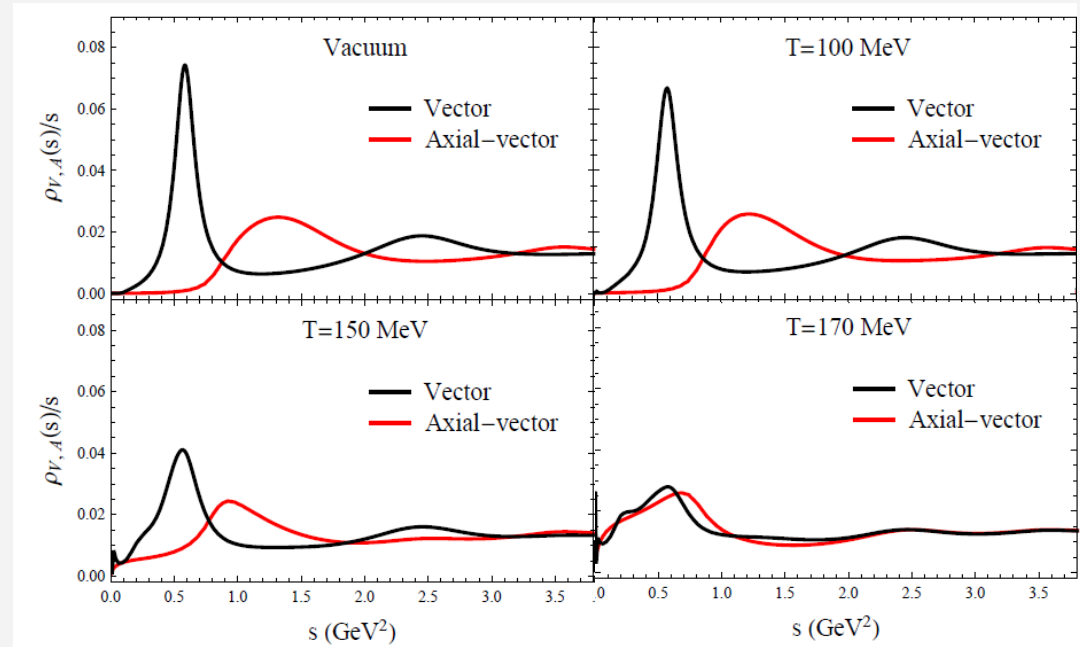 Vacuum
Vector
Axial−vector
0.08
0.06
0.04
0.02
0.00
ρV,A(s)/s
T=100 MeV
Vector
Axial−vector
T=150 MeV
Vector
Axial−vector
0.08
0.06
0.04
0.02
0.00
ρV,A(s)/s
0.0 0.5 1.0 1.5 2.0 2.5 3.0 3.5
s (GeV²)
T=170 MeV
Vector
Axial−vector
.0 0.5 1.0 1.5 2.0 2.5 3.0 3.5
s (GeV²)